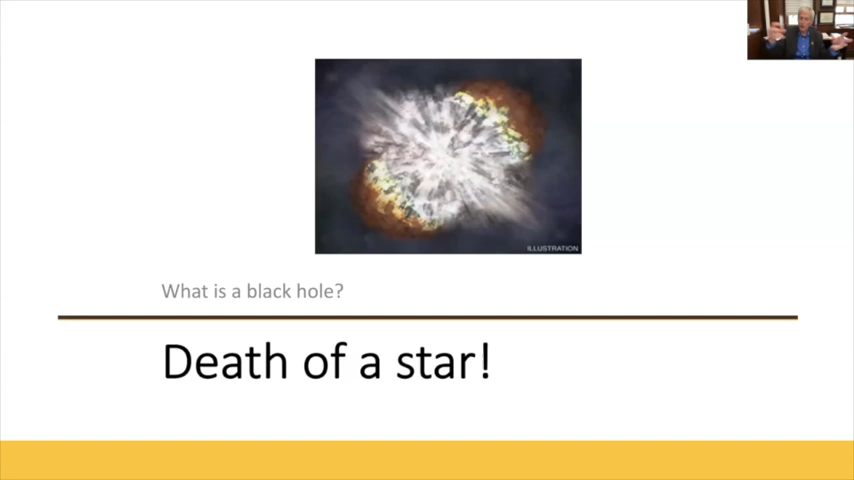 ILLUSTRATION
What is a black hole?
Death of a star!